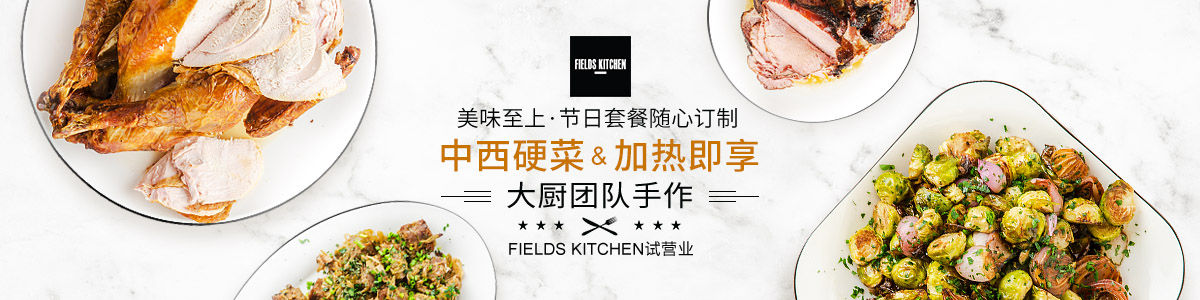 FIELDS KITCHEN
美味至上·节日套餐随心订制
中西硬菜&加热即享
大厨团队手作
FIELDS KITCHEN试营业